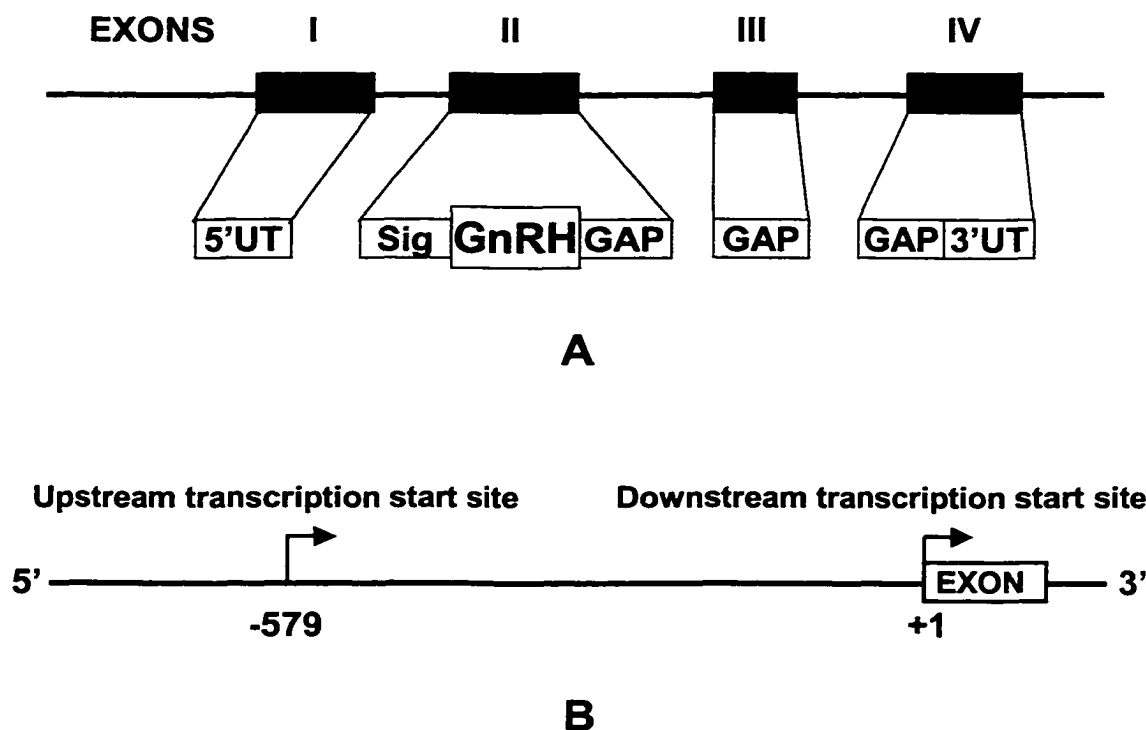 EXONS I II III IV
5'UT Sig GnRH GAP GAP GAP 3'UT
A
Upstream transcription start site Downstream transcription start site
5' EXON 3'
-579 +1
B